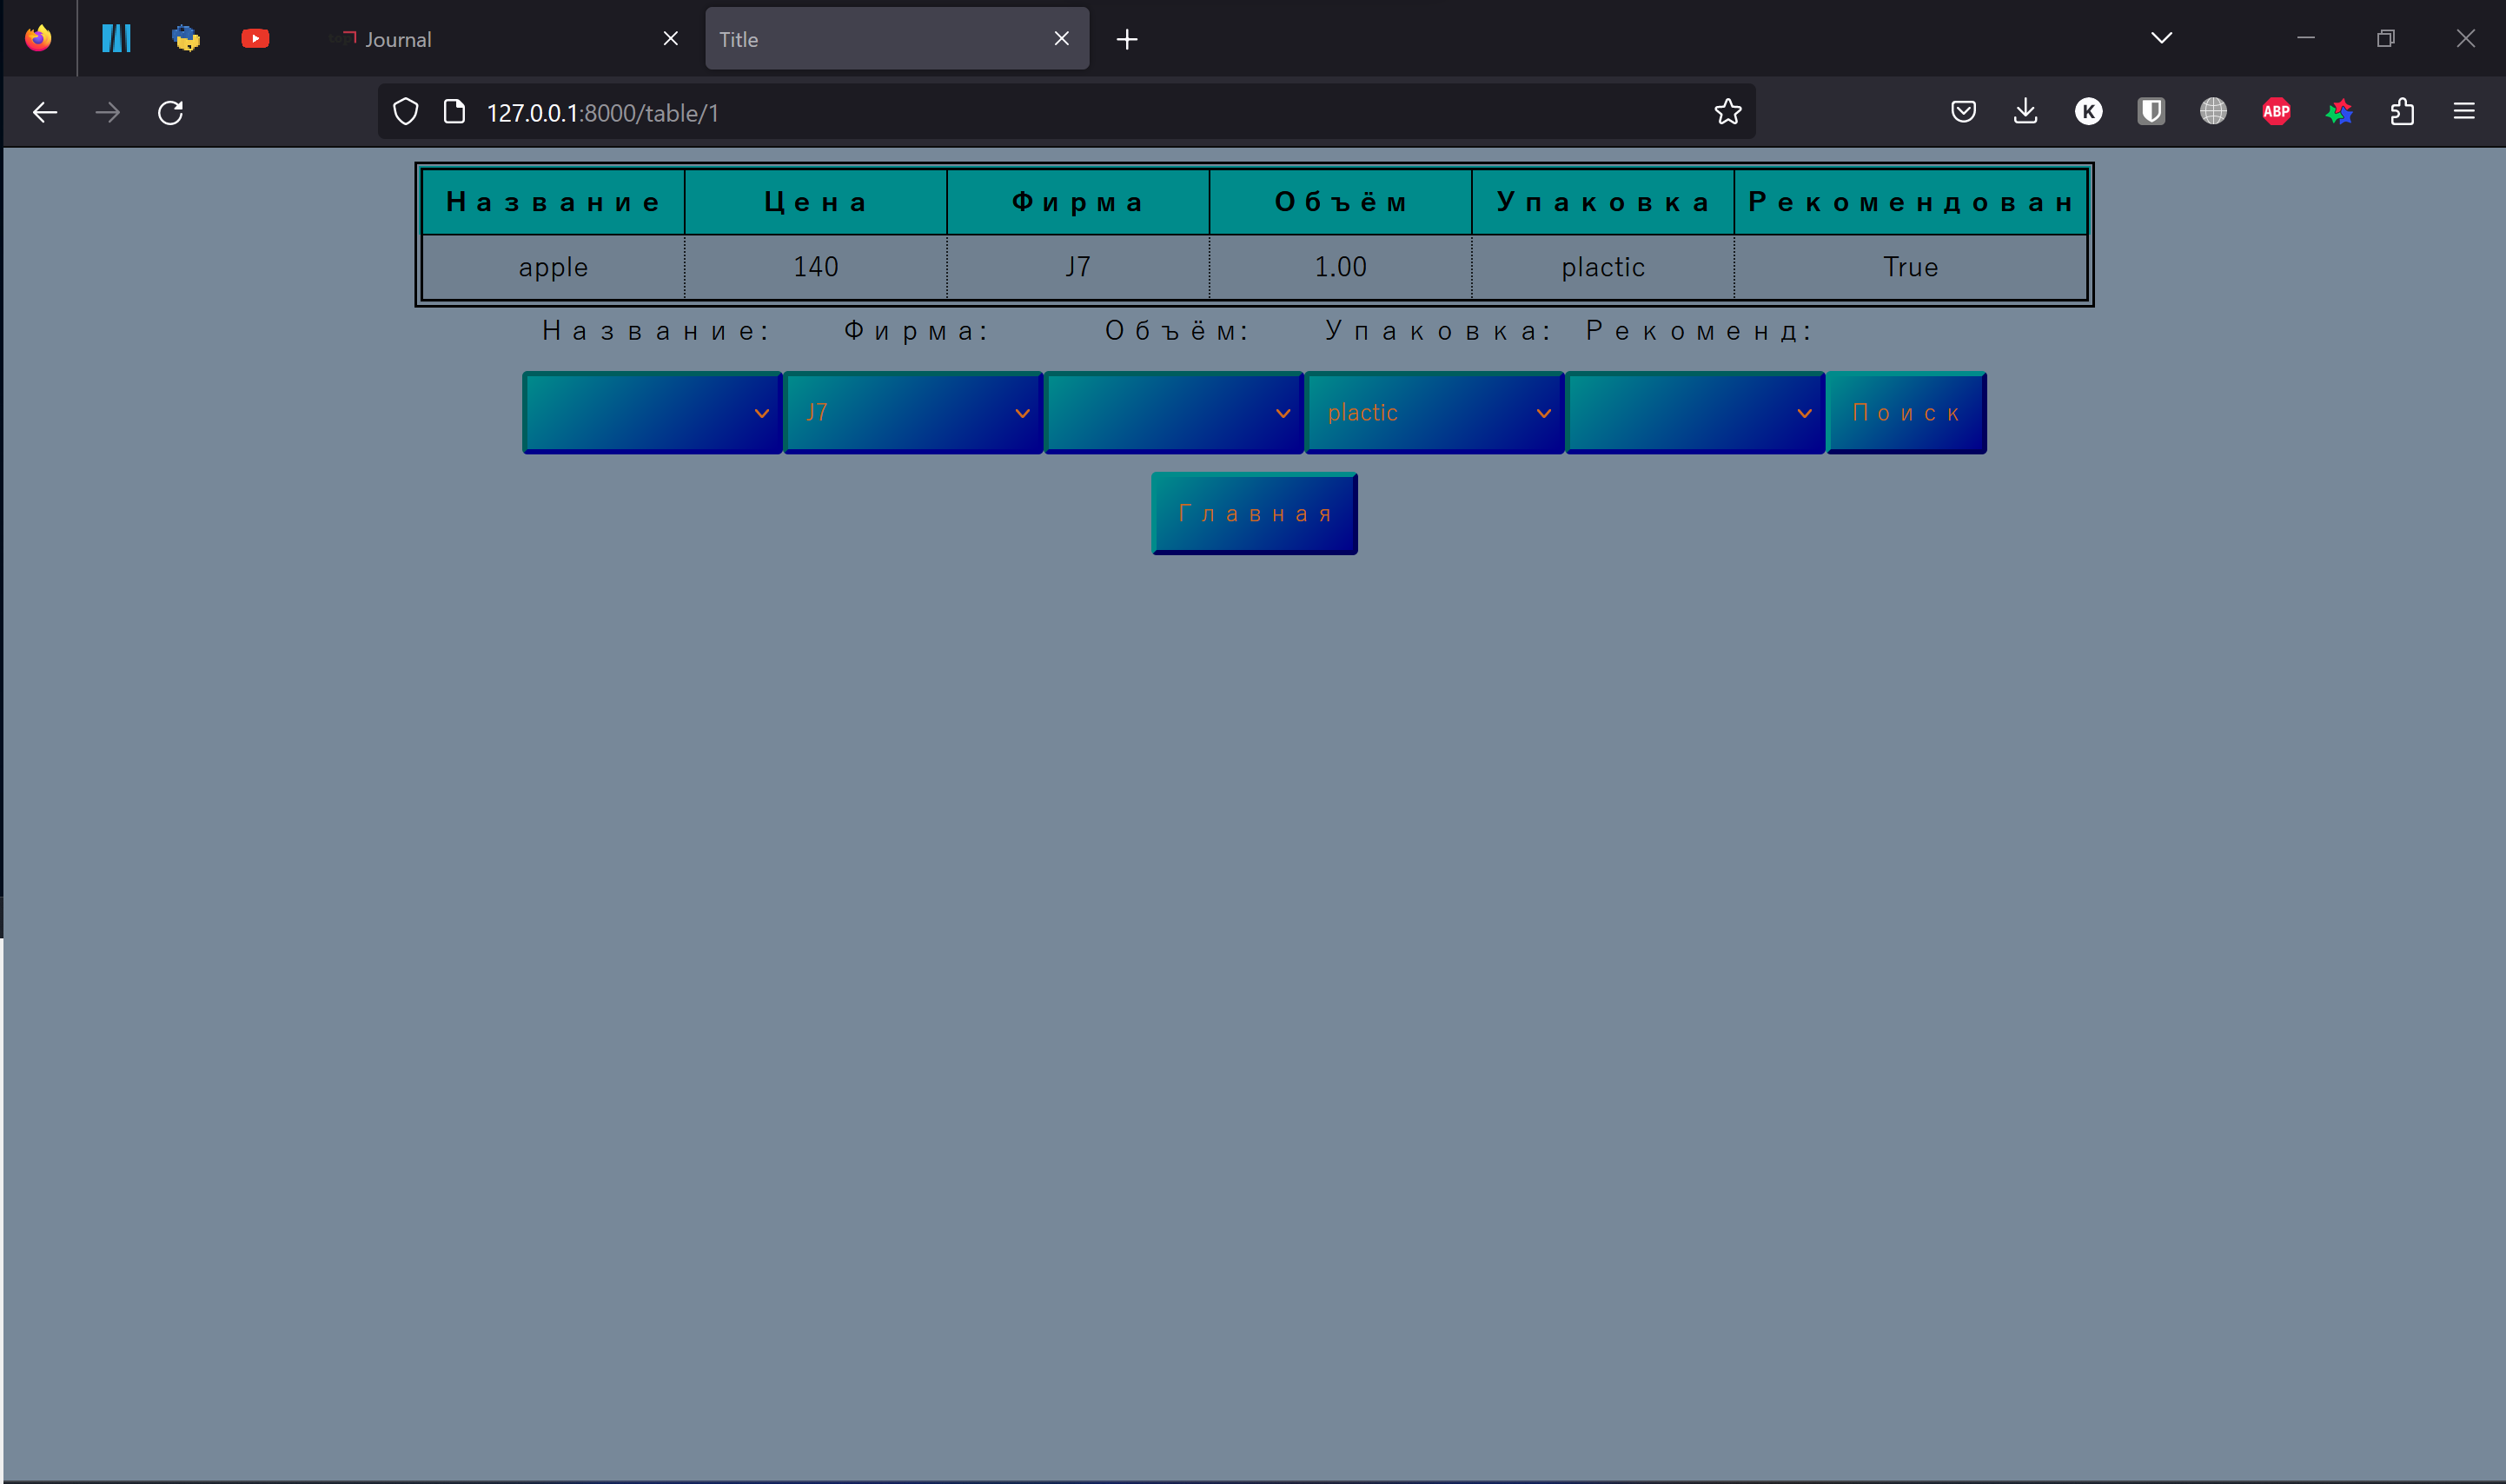 Journal Title
127.0.0.1:8000/table/1 K ABP
Название Цена Фирма Объём Упаковка Рекомендован
apple 140 J7 1.00 plactic True
Название: Фирма: Объём: Упаковка: Рекоменд:
J7 plactic Поиск
Главная